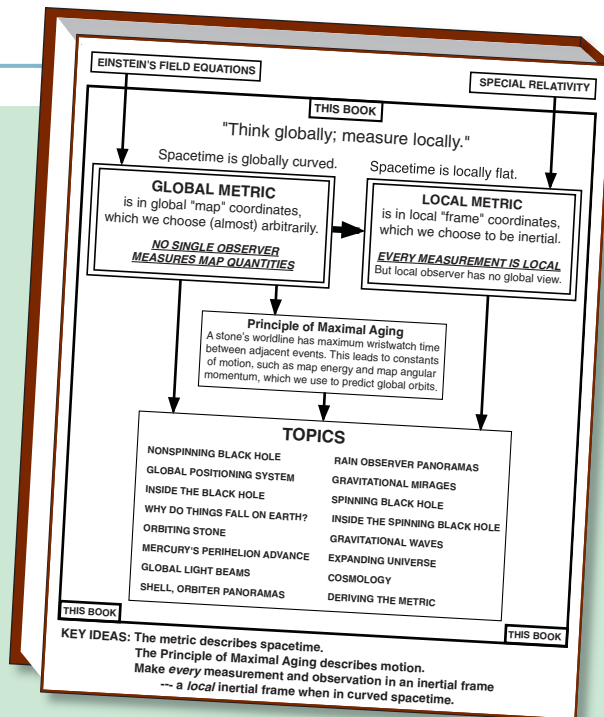 EINSTEIN'S FIELD EQUATIONS
SPECIAL RELATIVITY
THIS BOOK
"Think globally; measure locally."
Spacetime is globally curved.
Spacetime is locally flat.
GLOBAL METRIC
is in global "map" coordinates,
which we choose (almost) arbitrarily.
NO SINGLE OBSERVER
MEASURES MAP QUANTITIES
LOCAL METRIC
is in local "frame" coordinates,
which we choose to be inertial.
EVERY MEASUREMENT IS LOCAL
But local observer has no global view.
Principle of Maximal Aging
A stone's worldline has maximum wristwatch time
between adjacent events. This leads to constants
of motion, such as map energy and map angular
momentum, which we use to predict global orbits.
TOPICS
NONSPINNING BLACK HOLE
GLOBAL POSITIONING SYSTEM
INSIDE THE BLACK HOLE
WHY DO THINGS FALL ON EARTH?
ORBITING STONE
MERCURY'S PERIHELION ADVANCE
GLOBAL LIGHT BEAMS
SHELL, ORBITER PANORAMAS
RAIN OBSERVER PANORAMAS
GRAVITATIONAL MIRAGES
SPINNING BLACK HOLE
INSIDE THE SPINNING BLACK HOLE
GRAVITATIONAL WAVES
EXPANDING UNIVERSE
COSMOLOGY
DERIVING THE METRIC
THIS BOOK
THIS BOOK
KEY IDEAS: The metric describes spacetime.
The Principle of Maximal Aging describes motion.
Make every measurement and observation in an inertial frame
--- a local inertial frame when in curved spacetime.